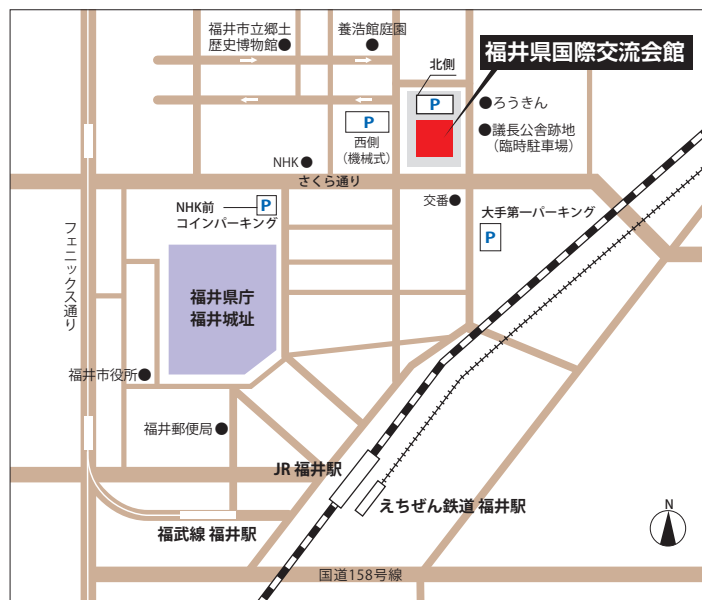 福井市立郷土
歴史博物館
養浩館庭園
福井県国際交流会館
北側
P
ろうきん
P
西側
（機械式）
議長公舎跡地
（臨時駐車場）
NHK
さくら通り
NHK前
コインパーキング
P
交番
大手第一パーキング
P
フェニックス通り
福井県庁
福井城址
福井市役所
福井郵便局
JR 福井駅
えちぜん鉄道 福井駅
福武線 福井駅
N
国道158号線